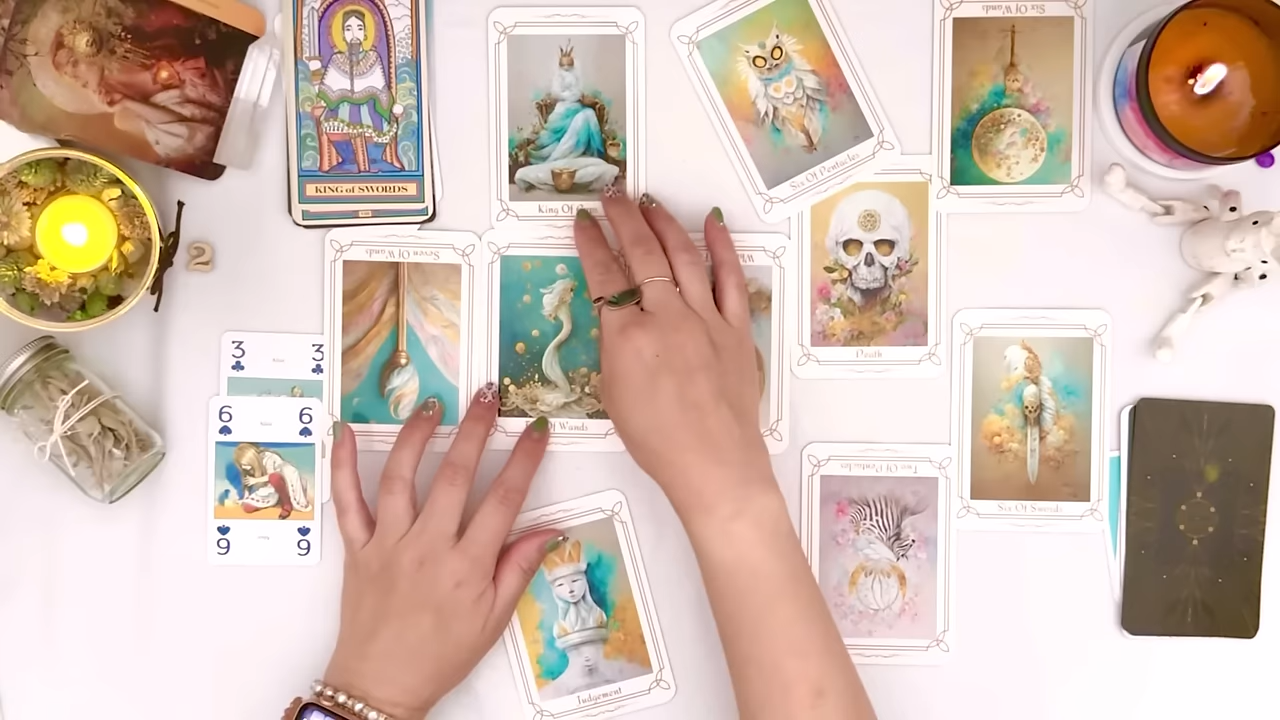 KING of SWORDS
King Of
Six Of Pentacles
Six Of Wands
Seven Of Wands
Of Wands
Death
3
3
6
6
9
9
Six Of Swords
Two Of Pentacles
Judgement
2